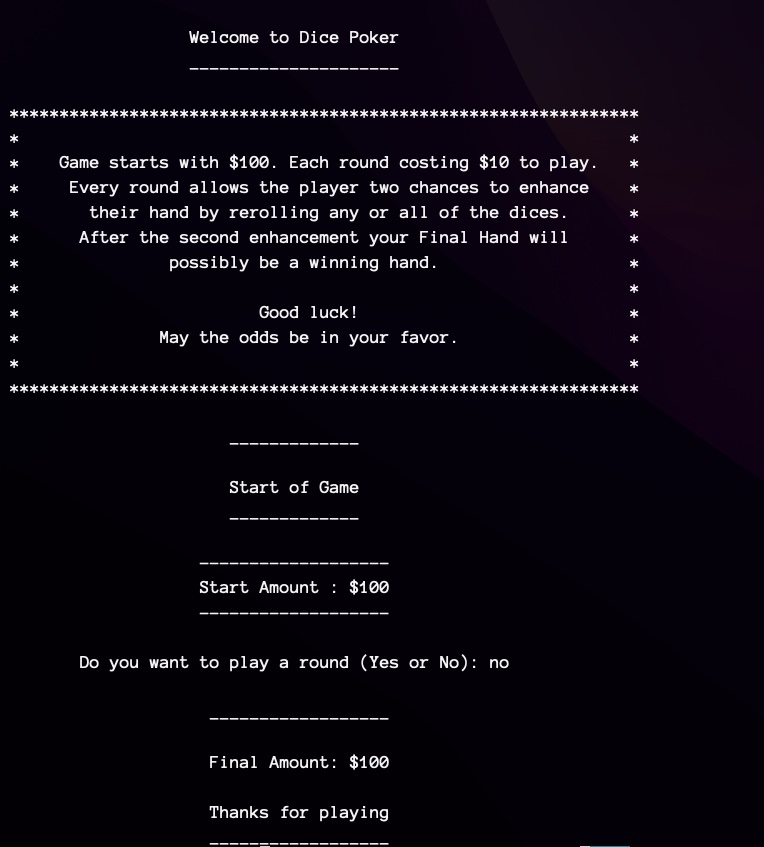 Welcome to Dice Poker
---------------------
***************************************************************
* *
* Game starts with $100. Each round costing $10 to play. *
* Every round allows the player two chances to enhance *
* their hand by rerolling any or all of the dices. *
* After the second enhancement your Final Hand will *
* possibly be a winning hand. *
* *
* Good luck! *
* May the odds be in your favor. *
* *
***************************************************************
-------------
Start of Game
-------------
-------------------
Start Amount : $100
-------------------
Do you want to play a round (Yes or No): no
------------------
Final Amount: $100
Thanks for playing
------------------